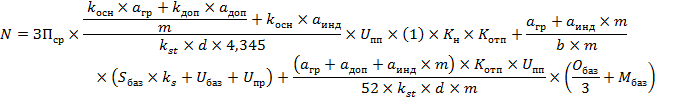 N = ЗП_ср × ((k_осн × a_гр + k_доп × a_доп)/m + k_осн × a_инд)/(k_st × d × 4,345) × U_пп × (1) × K_н × K_отп + (a_гр + a_инд × m)/(b × m)
× (S_баз × k_s + U_баз + U_пр) + ((a_гр + a_доп + a_инд × m) × K_отп × U_пп)/(52 × k_st × d × m) × (O_баз/3 + M_баз)